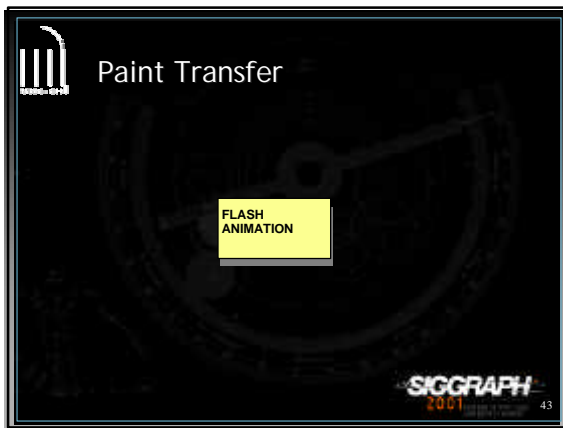 Paint Transfer
FLASH
ANIMATION
SIGGRAPH
2001
43